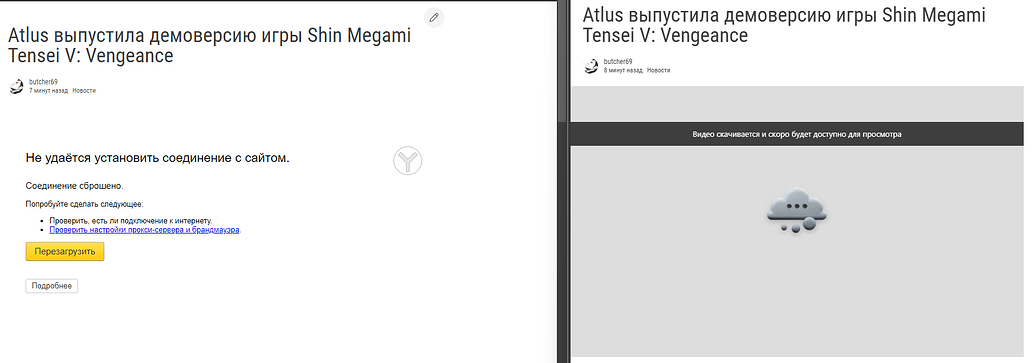 Atlus выпустила демоверсию игры Shin Megami
Tensei V: Vengeance
butcher69
7 минут назад Новости
Не удаётся установить соединение с сайтом.
Соединение сброшено.
Попробуйте сделать следующее:
Проверить, есть ли подключение к интернету.
Проверить настройки прокси-сервера и брандмауэра.
Перезагрузить
Подробнее
Atlus выпустила демоверсию игры Shin Megami
Tensei V: Vengeance
butcher69
8 минут назад Новости
Видео скачивается и скоро будет доступно для просмотра